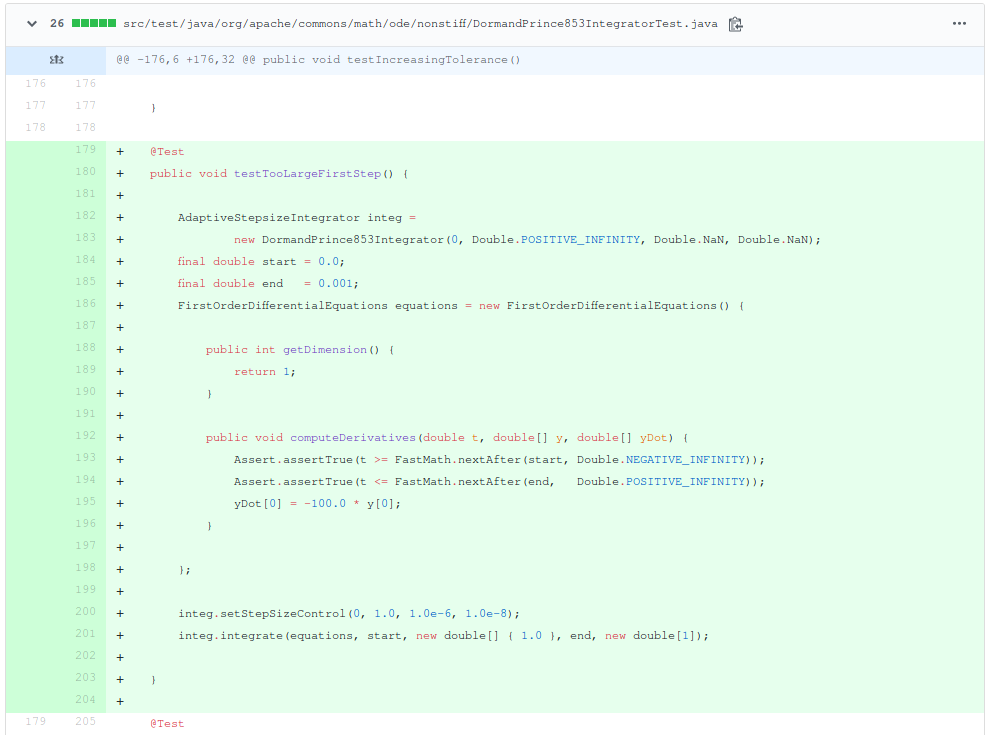 26 src/test/java/org/apache/commons/math/ode/nonstiff/DormandPrince853IntegratorTest.java
@@ -176,6 +176,32 @@ public void testIncreasingTolerance()
176 176
177 177 }
178 178
179 + @Test
180 + public void testTooLargeFirstStep() {
181 +
182 + AdaptiveStepsizeIntegrator integ =
183 + new DormandPrince853Integrator(0, Double.POSITIVE_INFINITY, Double.NaN, Double.NaN);
184 + final double start = 0.0;
185 + final double end   = 0.001;
186 + FirstOrderDifferentialEquations equations = new FirstOrderDifferentialEquations() {
187 +
188 + public int getDimension() {
189 + return 1;
190 + }
191 +
192 + public void computeDerivatives(double t, double[] y, double[] yDot) {
193 + Assert.assertTrue(t >= FastMath.nextAfter(start, Double.NEGATIVE_INFINITY));
194 + Assert.assertTrue(t <= FastMath.nextAfter(end,   Double.POSITIVE_INFINITY));
195 + yDot[0] = -100.0 * y[0];
196 + }
197 +
198 + };
199 +
200 + integ.setStepSizeControl(0, 1.0, 1.0e-6, 1.0e-8);
201 + integ.integrate(equations, start, new double[] { 1.0 }, end, new double[1]);
202 +
203 + }
204 +
179 205 @Test